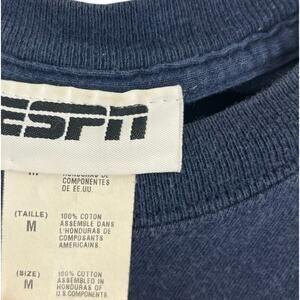 ESPN
M
HONDURAS DE
COMPONENTES
DE EE.UU.
(TAILLE)
M
100% COTTON
ASSEMBLE DANS
L'HONDURAS DE
COMPOSANTS
AMERICAINS.
(SIZE)
M
100% COTTON
ASSEMBLED IN
HONDURAS OF
U.S.COMPONENTS